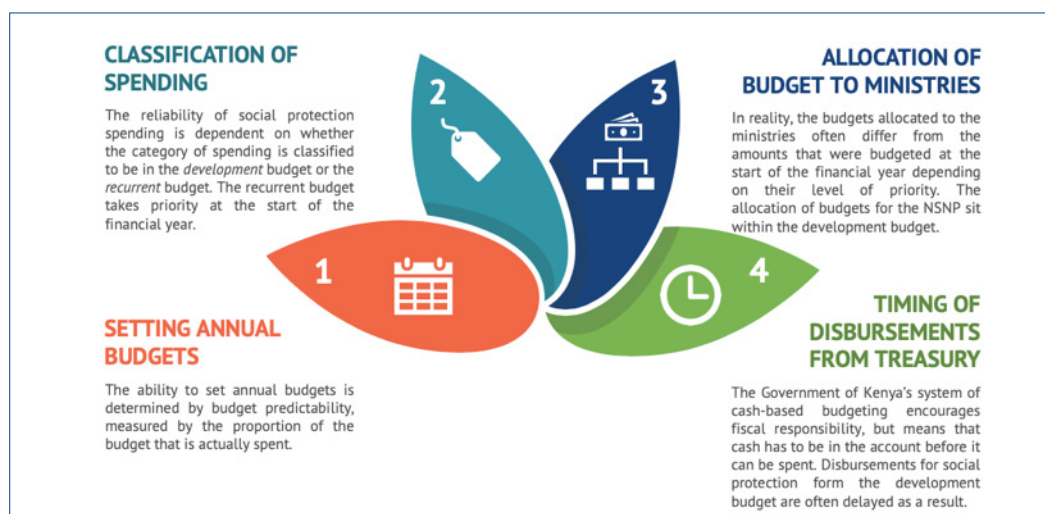 CLASSIFICATION OF
SPENDING
The reliability of social protection
spending is dependent on whether
the category of spending is classified
to be in the development budget or the
recurrent budget. The recurrent budget
takes priority at the start of the
financial year.
2
3
ALLOCATION OF
BUDGET TO MINISTRIES
In reality, the budgets allocated to the
ministries often differ from the
amounts that were budgeted at the
start of the financial year depending
on their level of priority. The
allocation of budgets for the NSNP sit
within the development budget.
1
4
SETTING ANNUAL
BUDGETS
The ability to set annual budgets is
determined by budget predictability,
measured by the proportion of the
budget that is actually spent.
TIMING OF
DISBURSEMENTS
FROM TREASURY
The Government of Kenya's system of
cash-based budgeting encourages
fiscal responsibility, but means that
cash has to be in the account before it
can be spent. Disbursements for social
protection form the development
budget are often delayed as a result.